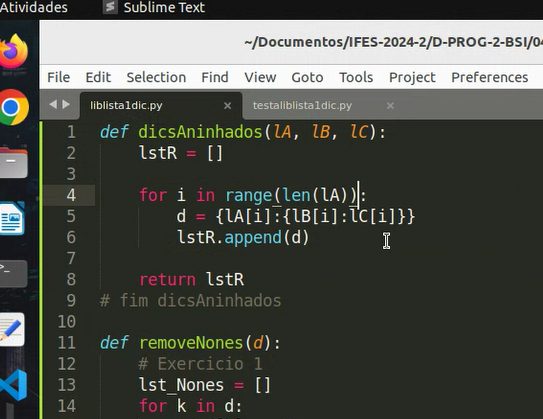 Atividades
Sublime Text
~/Documentos/IFES-2024-2/D-PROG-2-BSI/04
File Edit Selection Find View Goto Tools Project Preferences
liblista1dic.py
testaliblista1dic.py
1 def dicsAninhados(lA, lB, lC):
2 lstR = []
3
4 for i in range(len(lA)):
5 d = {lA[i]:{lB[i]:lC[i]}}
6 lstR.append(d)
7
8 return lstR
9 # fim dicsAninhados
10
11 def removeNones(d):
12 # Exercicio 1
13 lst_Nones = []
14 for k in d: